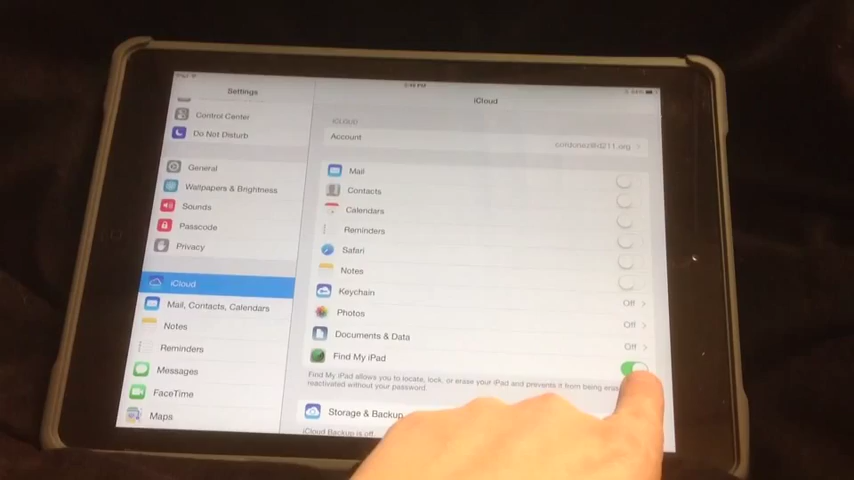 Settings
Control Center
Do Not Disturb
General
Wallpapers & Brightness
Sounds
Passcode
Privacy
iCloud
Mail, Contacts, Calendars
Notes
Reminders
Messages
FaceTime
Maps
iCloud
iCLOUD
Account
Mail
Contacts
Calendars
Reminders
Safari
Notes
Keychain Off
Photos Off
Documents & Data Off
Find My iPad
Find My iPad allows you to locate, lock, or erase your iPad and prevents it from being
reactivated without your password.
Storage & Backup
iCloud Backup is off